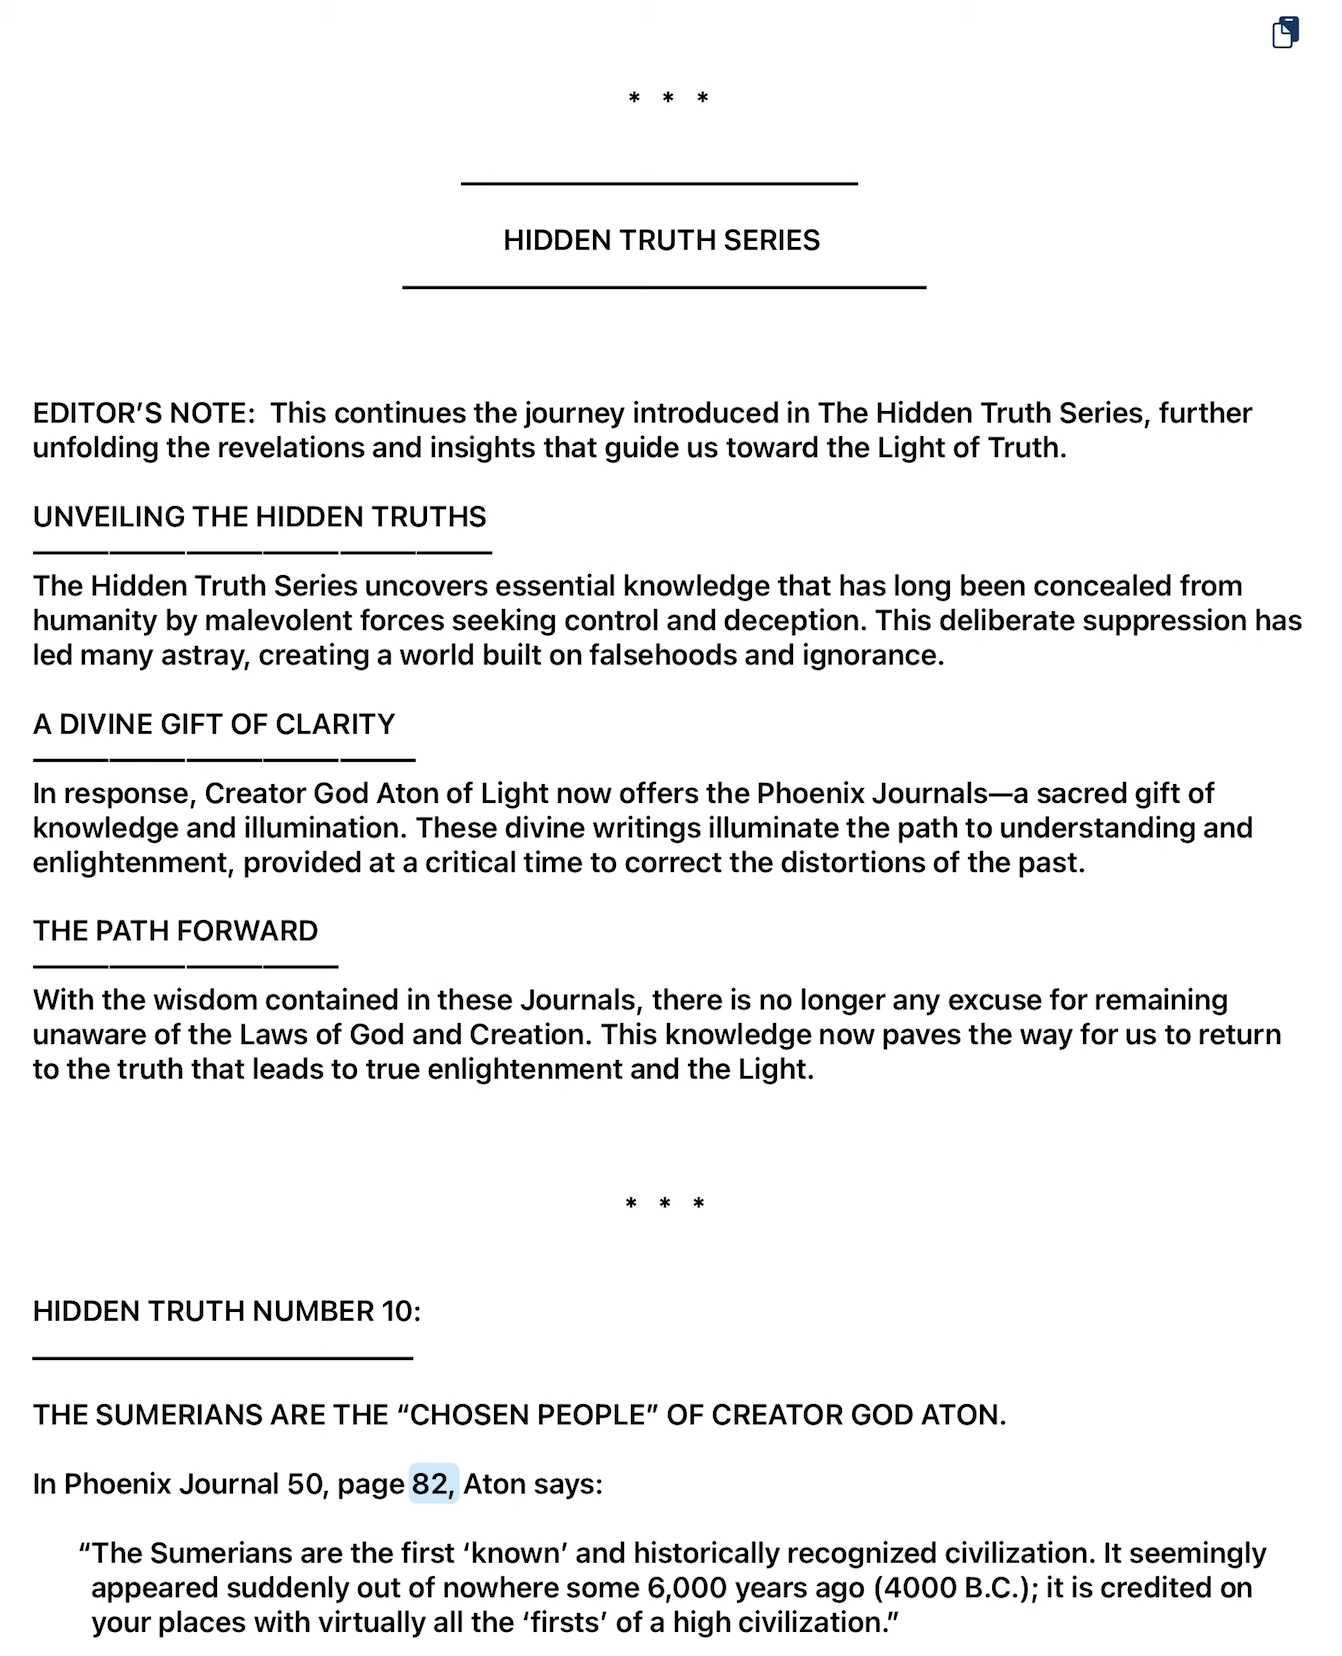 * * *
HIDDEN TRUTH SERIES
EDITOR’S NOTE:  This continues the journey introduced in The Hidden Truth Series, further
unfolding the revelations and insights that guide us toward the Light of Truth.
UNVEILING THE HIDDEN TRUTHS
The Hidden Truth Series uncovers essential knowledge that has long been concealed from
humanity by malevolent forces seeking control and deception. This deliberate suppression has
led many astray, creating a world built on falsehoods and ignorance.
A DIVINE GIFT OF CLARITY
In response, Creator God Aton of Light now offers the Phoenix Journals—a sacred gift of
knowledge and illumination. These divine writings illuminate the path to understanding and
enlightenment, provided at a critical time to correct the distortions of the past.
THE PATH FORWARD
With the wisdom contained in these Journals, there is no longer any excuse for remaining
unaware of the Laws of God and Creation. This knowledge now paves the way for us to return
to the truth that leads to true enlightenment and the Light.
* * *
HIDDEN TRUTH NUMBER 10:
THE SUMERIANS ARE THE “CHOSEN PEOPLE” OF CREATOR GOD ATON.
In Phoenix Journal 50, page 82, Aton says:
“The Sumerians are the first ‘known’ and historically recognized civilization. It seemingly
appeared suddenly out of nowhere some 6,000 years ago (4000 B.C.); it is credited on
your places with virtually all the ‘firsts’ of a high civilization.”